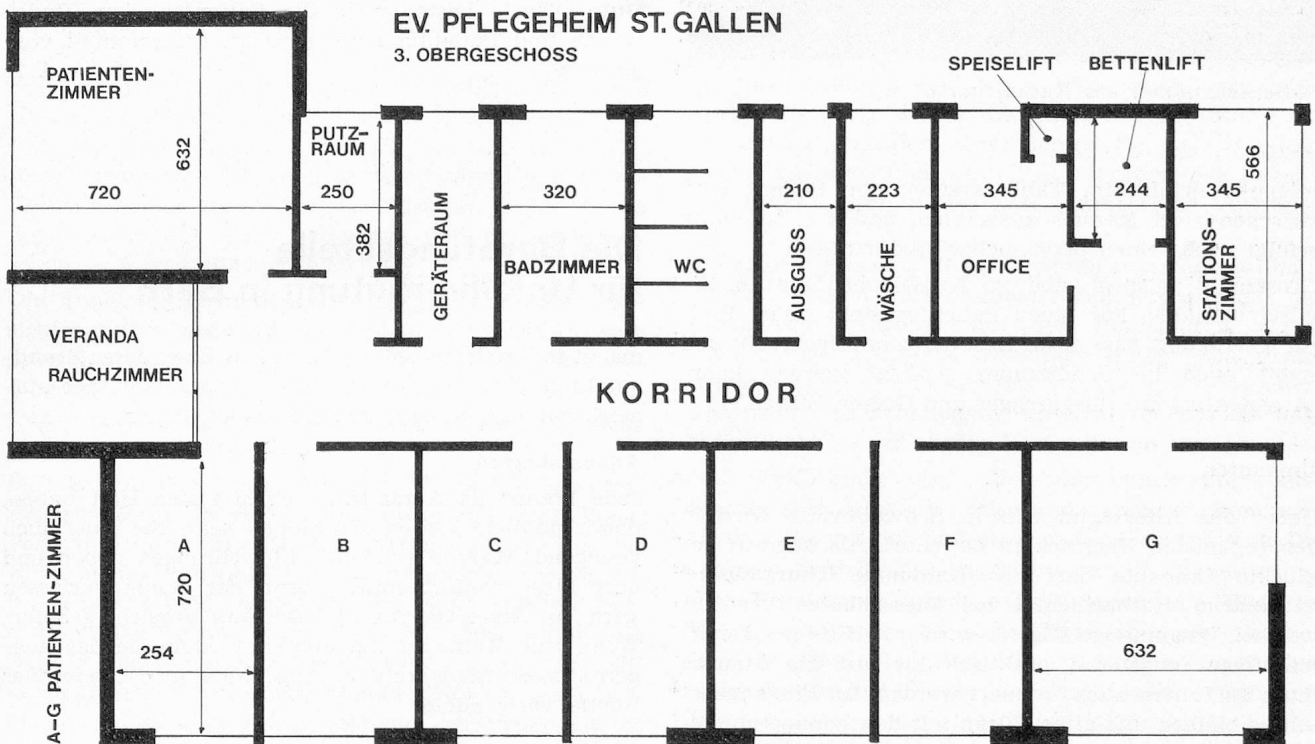 EV. PFLEGEHEIM ST. GALLEN
3. OBERGESCHOSS
PATIENTEN-
ZIMMER
632
720
PUTZ-
RAUM
250
382
GERÄTERAUM
320
BADZIMMER
WC
210
AUSGUSS
223
WÄSCHE
345
OFFICE
SPEISELIFT
BETTENLIFT
244
345
566
STATIONS-
ZIMMER
VERANDA
RAUCHZIMMER
KORRIDOR
A–G PATIENTEN-ZIMMER
A
B
C
D
E
F
G
720
254
632